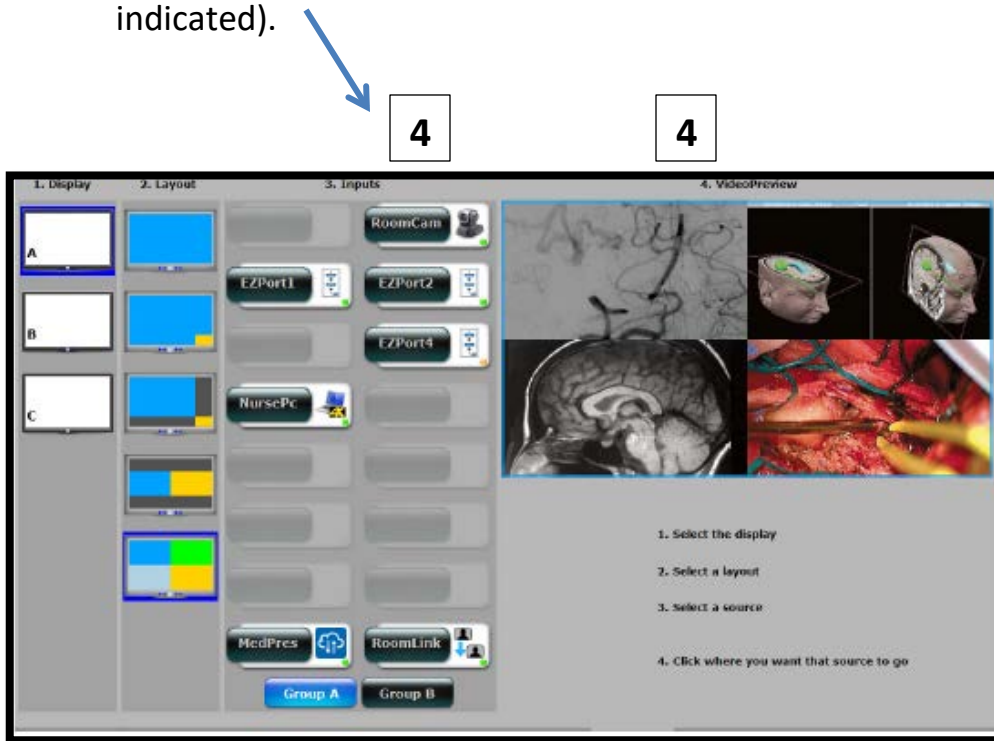 indicated).
4 4
1. Display 2. Layout 3. Inputs 4. VideoPreview
RoomCam
A
EZPort1 EZPort2
B
EZPort4
NursePc
C
1. Select the display
2. Select a layout
3. Select a source
MedPres RoomLink
4. Click where you want that source to go
Group A Group B